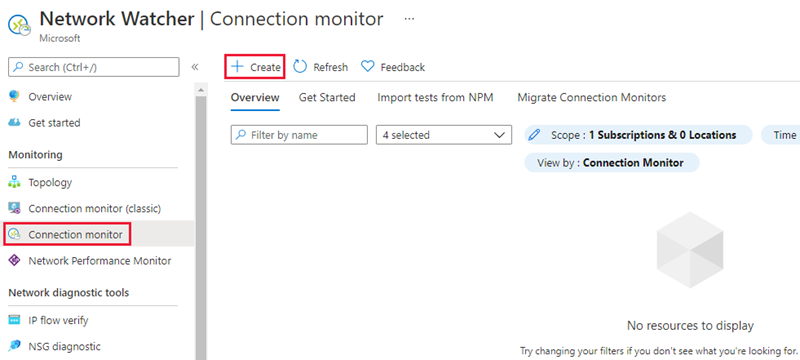 Network Watcher | Connection monitor ...
Microsoft
Search (Ctrl+/) «
Overview
Get started
Monitoring
Topology
Connection monitor (classic)
Connection monitor
Network Performance Monitor
Network diagnostic tools
IP flow verify
NSG diagnostic
+ Create Refresh Feedback
Overview Get Started Import tests from NPM Migrate Connection Monitors
Filter by name 4 selected Scope : 1 Subscriptions & 0 Locations Time
View by : Connection Monitor
No resources to display
Try changing your filters if you don't see what you're looking for.